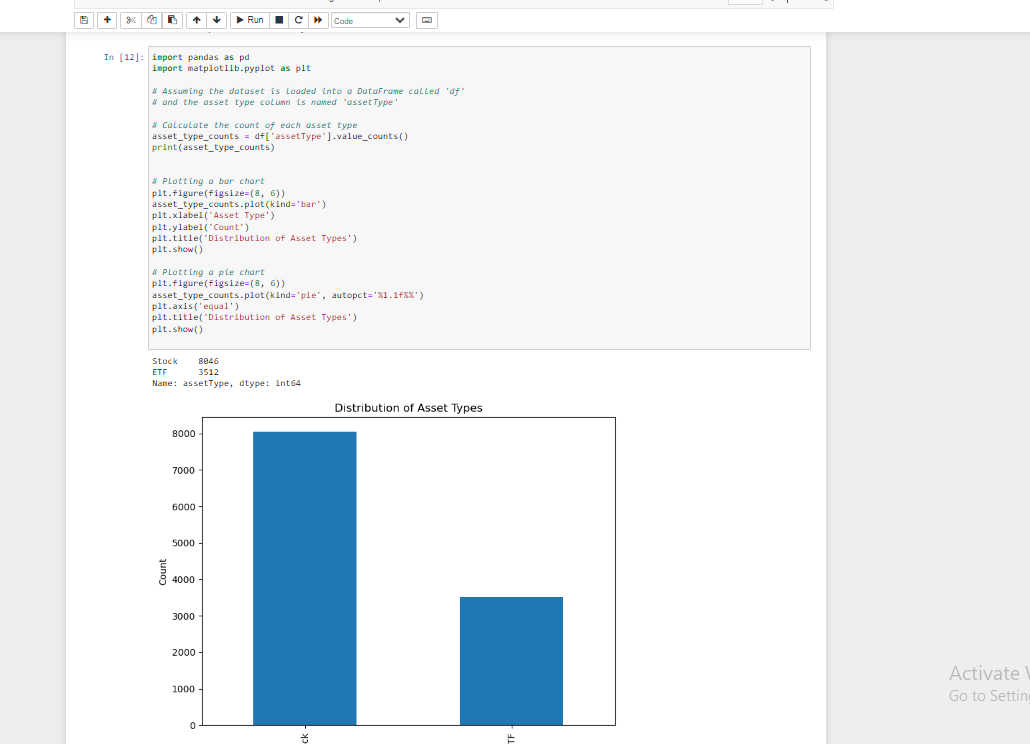 Run
Code
In [12]:
import pandas as pd
import matplotlib.pyplot as plt
# Assuming the dataset is loaded into a DataFrame called 'df'
# and the asset type column is named 'assetType'
# Calculate the count of each asset type
asset_type_counts = df['assetType'].value_counts()
print(asset_type_counts)
# Plotting a bar chart
plt.figure(figsize=(8, 6))
asset_type_counts.plot(kind='bar')
plt.xlabel('Asset Type')
plt.ylabel('Count')
plt.title('Distribution of Asset Types')
plt.show()
# Plotting a pie chart
plt.figure(figsize=(8, 6))
asset_type_counts.plot(kind='pie', autopct='%1.1f%%')
plt.axis('equal')
plt.title('Distribution of Asset Types')
plt.show()
Stock 8046
ETF 3512
Name: assetType, dtype: int64
Distribution of Asset Types
8000
7000
6000
5000
4000
3000
2000
1000
0
Count
ck
TF
Activate
Go to Settin